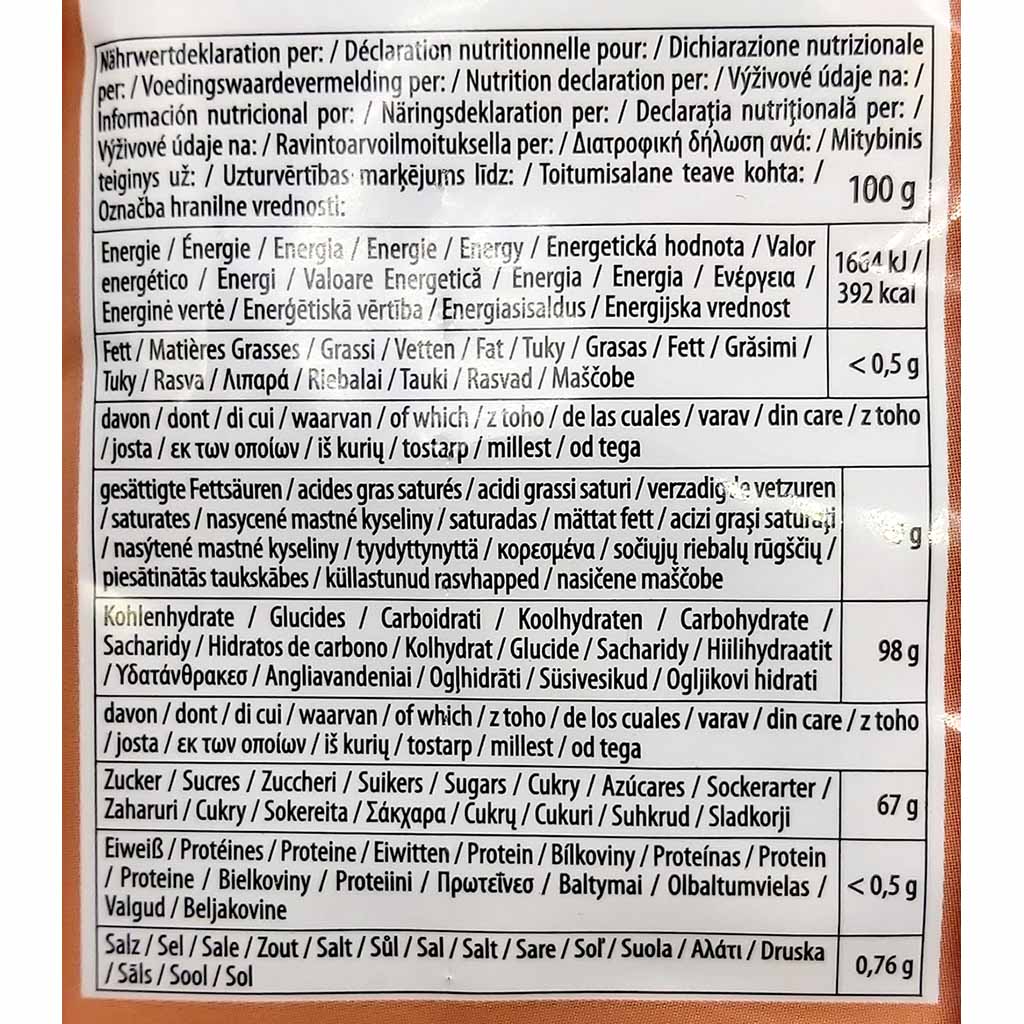 Nährwertdeklaration per: / Déclaration nutritionnelle pour: / Dichiarazione nutrizionale
per: / Voedingswaardevermelding per: / Nutrition declaration per: / Výživové údaje na: /
Información nutricional por: / Näringsdeklaration per: / Declarația nutrițională per: /
Výživové údaje na: / Ravintoarvoilmoituksella per: / Διατροφική δήλωση ανά: / Mitybinis
teiginys už: / Uzturvērtības marķējums līdz: / Toitumisalane teave kohta: /
Označba hranilne vrednosti:
100 g
Energie / Énergie / Energia / Energie / Energy / Energetická hodnota / Valor
energético / Energi / Valoare Energetică / Energia / Energia / Ενέργεια /
Energinė vertė / Enerģētiskā vērtība / Energiasisaldus / Energijska vrednost
1664 kJ /
392 kcal
Fett / Matières Grasses / Grassi / Vetten / Fat / Tuky / Grasas / Fett / Grăsimi /
Tuky / Rasva / Λιπαρά / Riebalai / Tauki / Rasvad / Maščobe
< 0,5 g
davon / dont / di cui / waarvan / of which / z toho / de las cuales / varav / din care / z toho
/ josta / εκ των οποίων / iš kurių / tostarp / millest / od tega
gesättigte Fettsäuren / acides gras saturés / acidi grassi saturi / vetzuren
/ saturates / nasycené mastné kyseliny / saturadas / mättat fett / acizi grași saturați
/ nasýtené mastné kyseliny / tyydyttynyttä / κορεσμένα / sočiųjų riebalų rūgščių /
piesātinātās taukskābes / küllastunud rasvhapped / nasičene maščobe
g
Kohlenhydrate / Glucides / Carboidrati / Koolhydraten / Carbohydrate /
Sacharidy / Hidratos de carbono / Kolhydrat / Glucide / Sacharidy / Hiilihydraatit
/ Υδατάνθρακεσ / Angliavandeniai / Ogļhidrāti / Süsivesikud / Ogljikovi hidrati
98 g
davon / dont / di cui / waarvan / of which / z toho / de los cuales / varav / din care / z toho
/ josta / εκ των οποίων / iš kurių / tostarp / millest / od tega
Zucker / Sucres / Zuccheri / Suikers / Sugars / Cukry / Azúcares / Sockerarter /
Zaharuri / Cukry / Sokereita / Σάκχαρα / Cukrų / Cukuri / Suhkrud / Sladkorji
67 g
Eiweiß / Protéines / Proteine / Eiwitten / Protein / Bílkoviny / Proteínas / Protein
/ Proteine / Bielkoviny / Proteiini / Πρωτεΐνεσ / Baltymai / Olbaltumvielas /
Valgud / Beljakovine
< 0,5 g
Salz / Sel / Sale / Zout / Salt / Sůl / Sal / Salt / Sare / Soľ / Suola / Αλάτι / Druska
/ Sāls / Sool / Sol
0,76 g